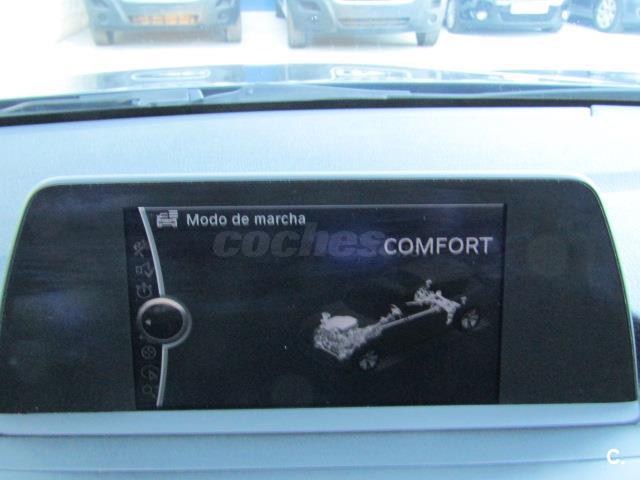 Modo de marcha
coches
COMFORT
C.